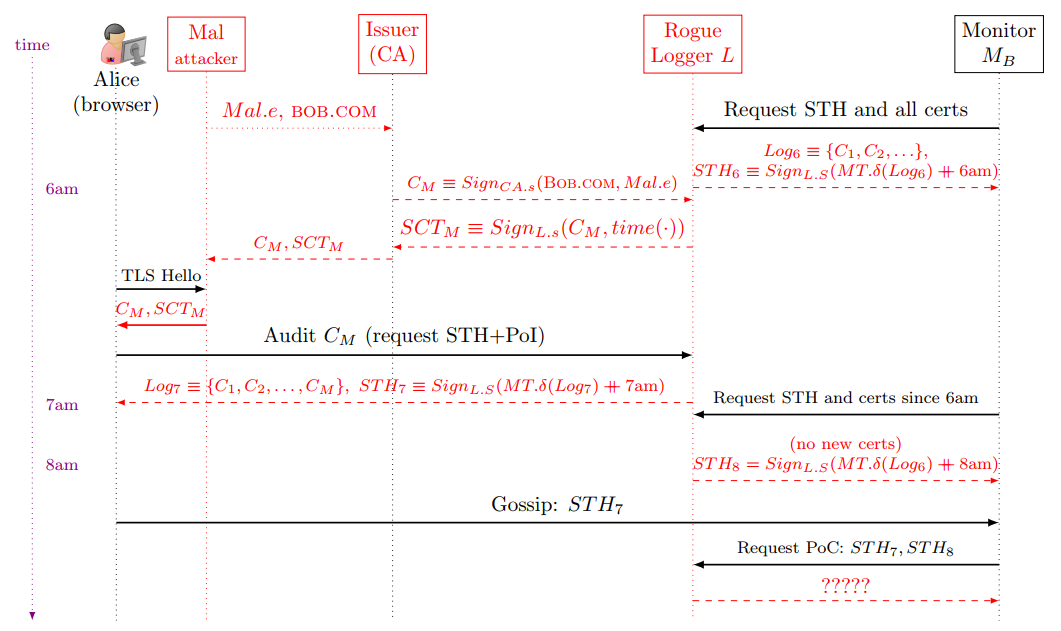 time
Alice
(browser)
Mal
attacker
Issuer
(CA)
Rogue
Logger L
Monitor
M_B
Mal.e, BOB.COM
Request STH and all certs
Log_6 ≡ {C_1, C_2, …},
STH_6 ≡ Sign_{L.S}(MT.δ(Log_6) ⧺ 6am)
6am
C_M ≡ Sign_{CA.s}(BOB.COM, Mal.e)
SCT_M ≡ Sign_{L.s}(C_M, time(·))
C_M, SCT_M
TLS Hello
C_M, SCT_M
Audit C_M (request STH+PoI)
Log_7 ≡ {C_1, C_2, …, C_M}, STH_7 ≡ Sign_{L.S}(MT.δ(Log_7) ⧺ 7am)
7am
Request STH and certs since 6am
(no new certs)
STH_8 = Sign_{L.S}(MT.δ(Log_6) ⧺ 8am)
8am
Gossip: STH_7
Request PoC: STH_7, STH_8
?????